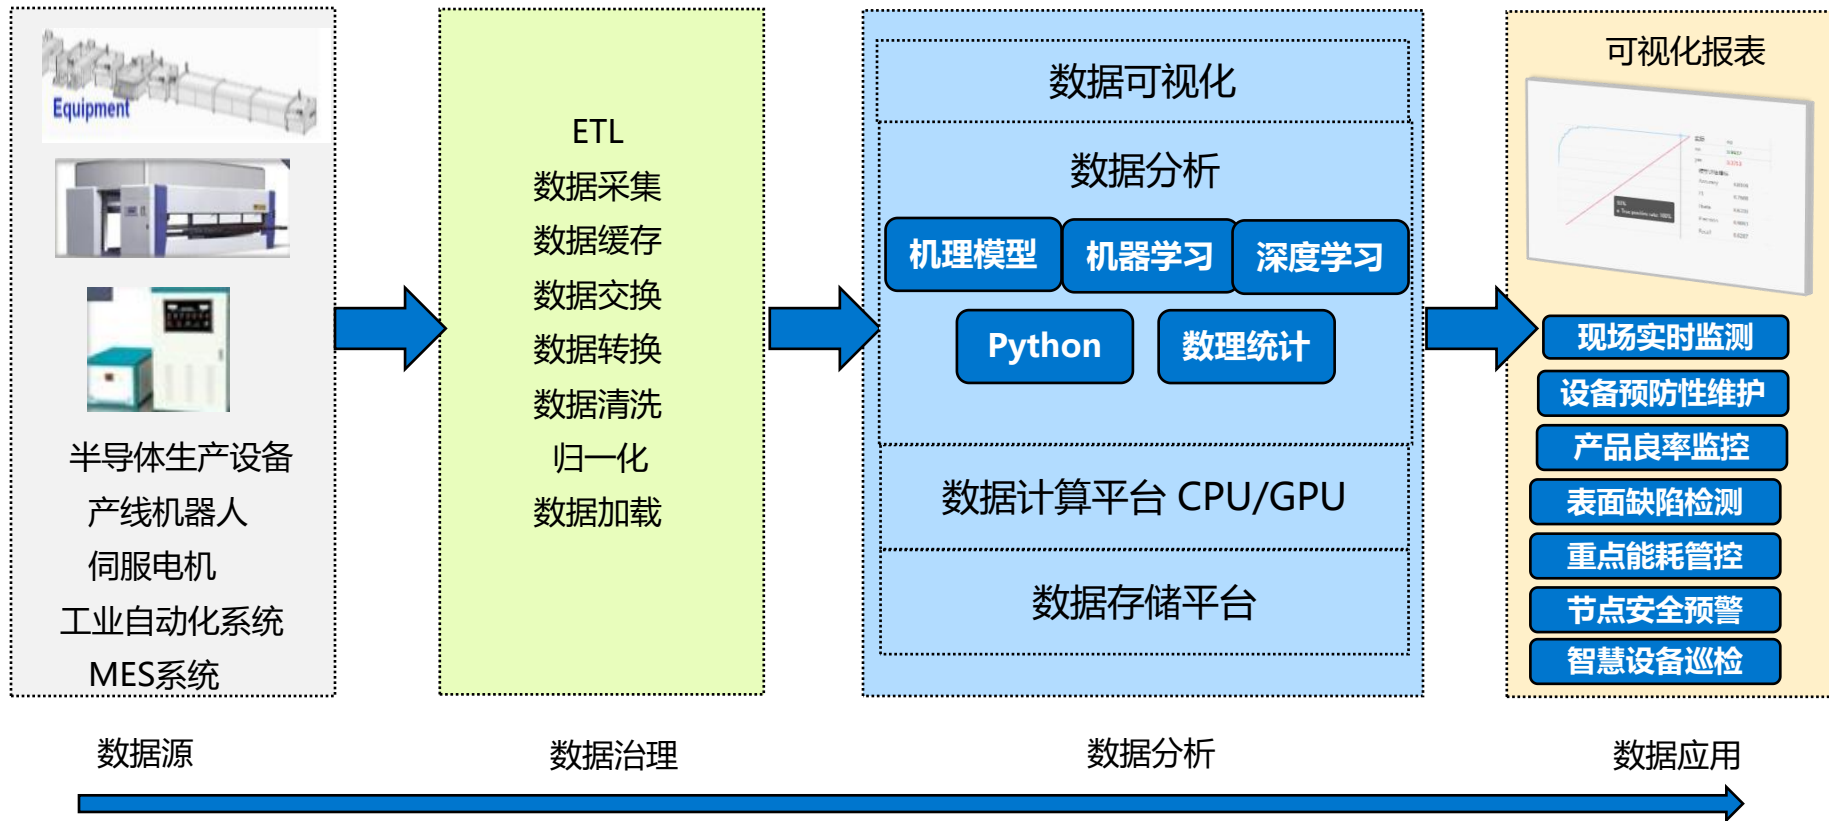 Equipment
半导体生产设备
产线机器人
伺服电机
工业自动化系统
MES系统
ETL
数据采集
数据缓存
数据交换
数据转换
数据清洗
归一化
数据加载
数据可视化
数据分析
机理模型
机器学习
深度学习
Python
数理统计
数据计算平台 CPU/GPU
数据存储平台
可视化报表
现场实时监测
设备预防性维护
产品良率监控
表面缺陷检测
重点能耗管控
节点安全预警
智慧设备巡检
数据源
数据治理
数据分析
数据应用